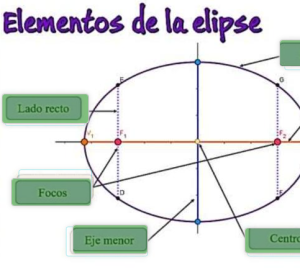 Elementos de la elipse
E
G
Lado recto
V1
F1
F2
Focos
D
F
Eje menor
Centro